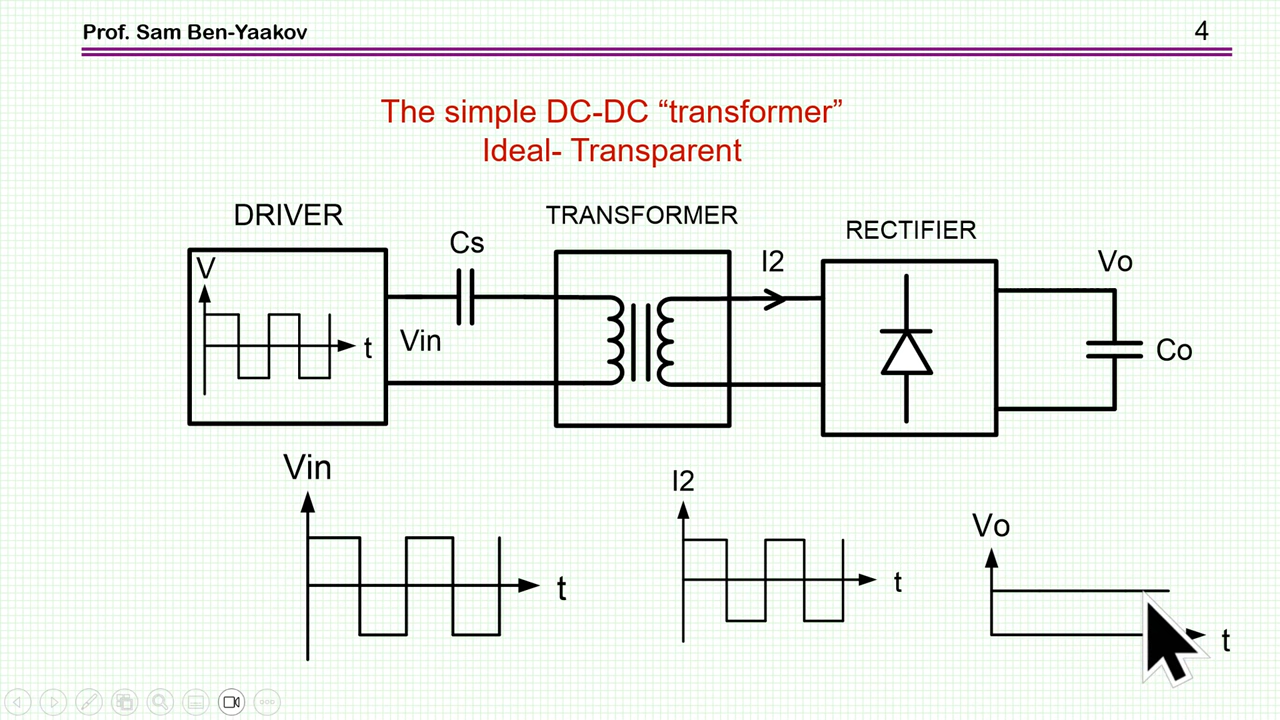 Prof. Sam Ben-Yaakov
4
The simple DC-DC “transformer”
Ideal- Transparent
DRIVER
TRANSFORMER
RECTIFIER
Cs
I2
Vo
V
t
Vin
Co
Vin
t
I2
t
Vo
t